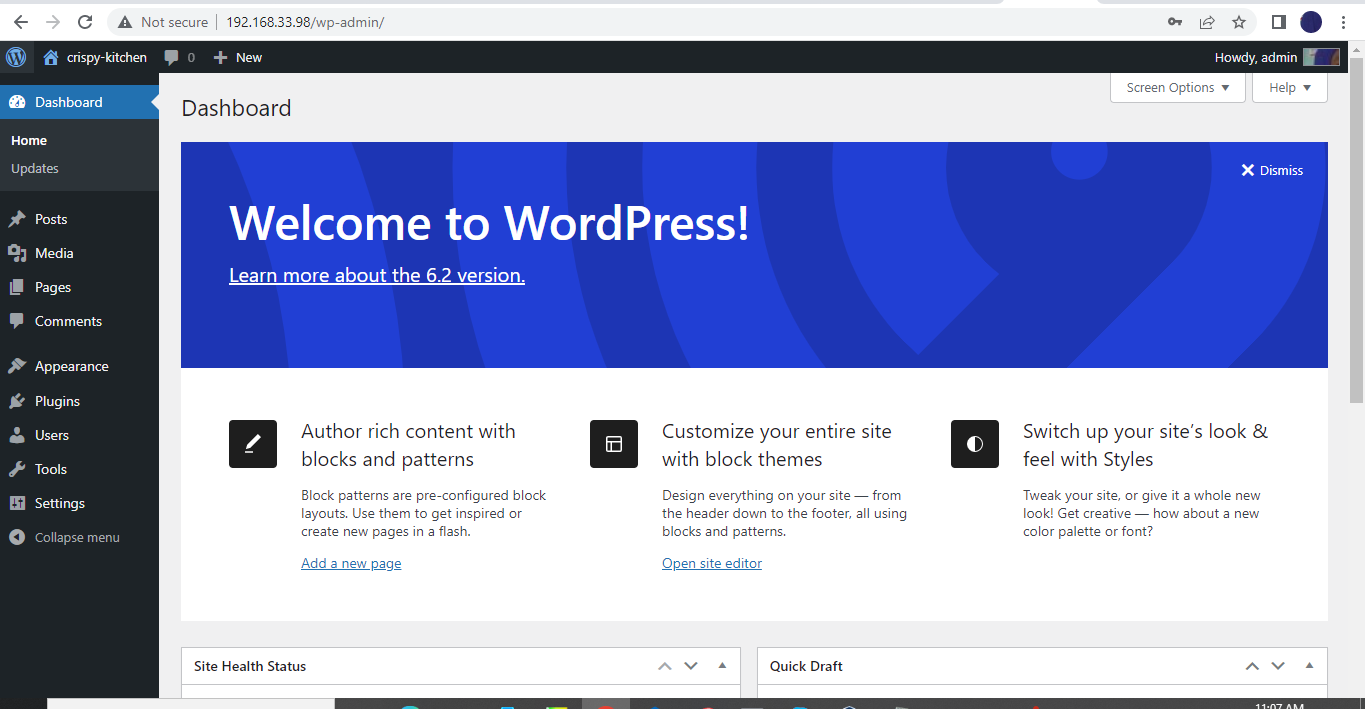 Not secure
192.168.33.98/wp-admin/
crispy-kitchen
0
New
Howdy, admin
Dashboard
Home
Updates
Posts
Media
Pages
Comments
Appearance
Plugins
Users
Tools
Settings
Collapse menu
Dashboard
Screen Options
Help
Dismiss
Welcome to WordPress!
Learn more about the 6.2 version.
Author rich content with
blocks and patterns
Block patterns are pre-configured block
layouts. Use them to get inspired or
create new pages in a flash.
Add a new page
Customize your entire site
with block themes
Design everything on your site — from
the header down to the footer, all using
blocks and patterns.
Open site editor
Switch up your site’s look &
feel with Styles
Tweak your site, or give it a whole new
look! Get creative — how about a new
color palette or font?
Site Health Status
Quick Draft
11:07 AM